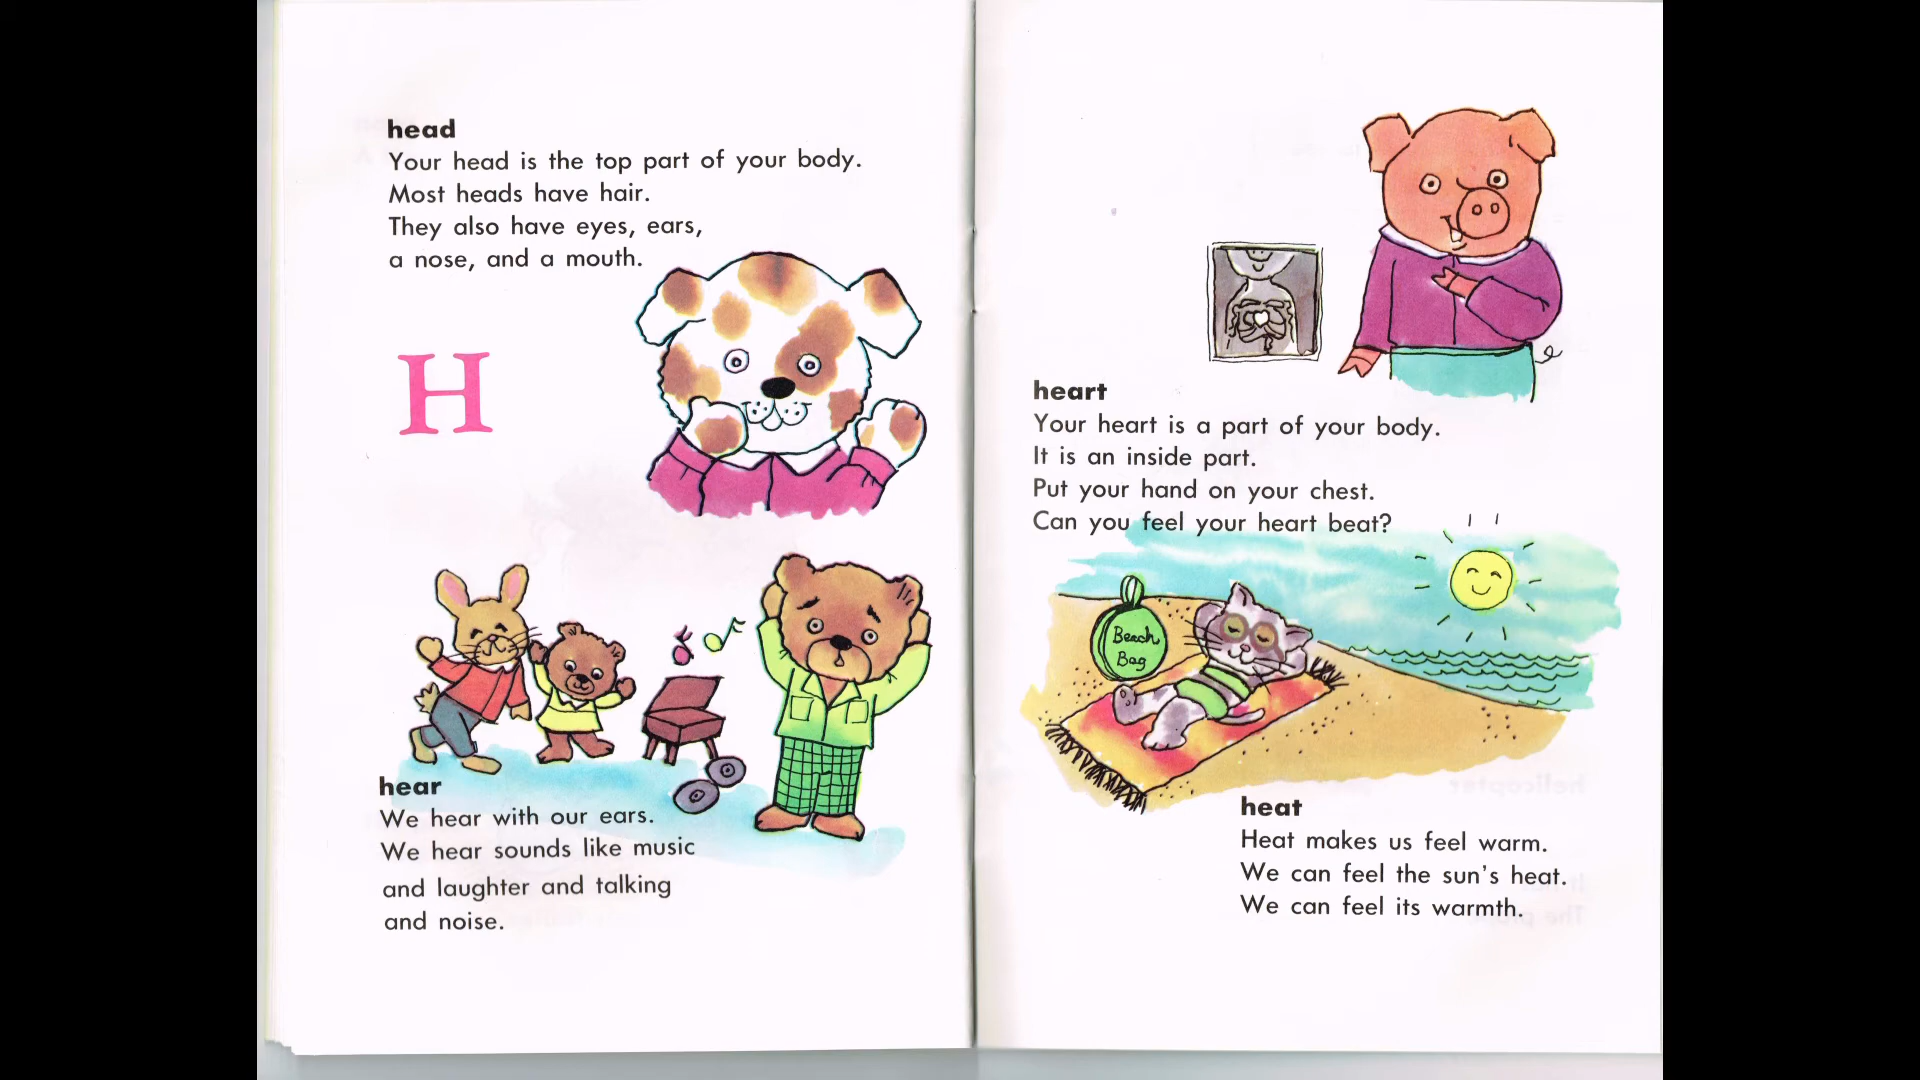 head
Your head is the top part of your body.
Most heads have hair.
They also have eyes, ears,
a nose, and a mouth.
H
hear
We hear with our ears.
We hear sounds like music
and laughter and talking
and noise.
heart
Your heart is a part of your body.
It is an inside part.
Put your hand on your chest.
Can you feel your heart beat?
Beach
Bag
heat
Heat makes us feel warm.
We can feel the sun's heat.
We can feel its warmth.
helicopter